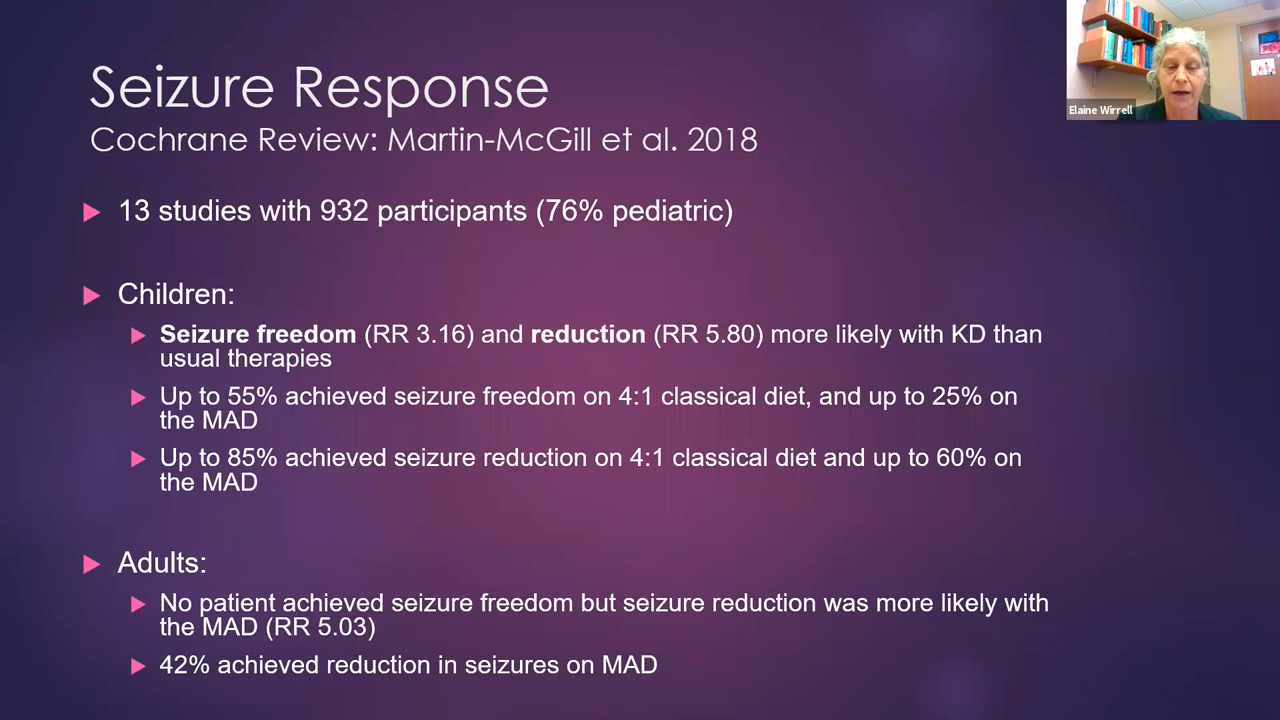 Seizure Response
Cochrane Review: Martin-McGill et al. 2018
13 studies with 932 participants (76% pediatric)
Children:
Seizure freedom (RR 3.16) and reduction (RR 5.80) more likely with KD than
usual therapies
Up to 55% achieved seizure freedom on 4:1 classical diet, and up to 25% on
the MAD
Up to 85% achieved seizure reduction on 4:1 classical diet and up to 60% on
the MAD
Adults:
No patient achieved seizure freedom but seizure reduction was more likely with
the MAD (RR 5.03)
42% achieved reduction in seizures on MAD
Elaine Wirrell